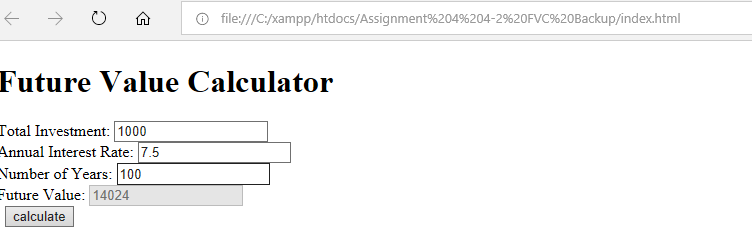 file:///C:/xampp/htdocs/Assignment%204%204-2%20FVC%20Backup/index.html
Future Value Calculator
Total Investment: 1000
Annual Interest Rate: 7.5
Number of Years: 100
Future Value: 14024
calculate